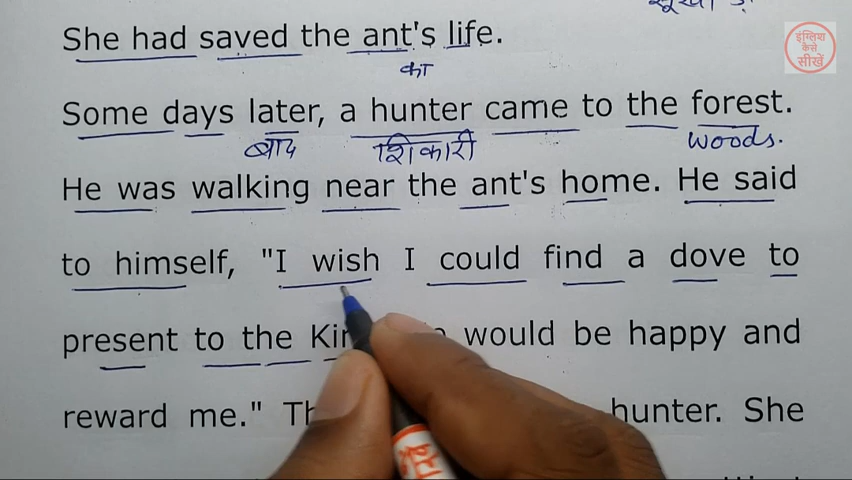 इंग्लिश
कैसे
सीखें
She had saved the ant's life.
का
Some days later, a hunter came to the forest.
बाद शिकारी woods.
He was walking near the ant's home. He said
to himself, "I wish I could find a dove to
present to the would be happy and
reward me." hunter. She